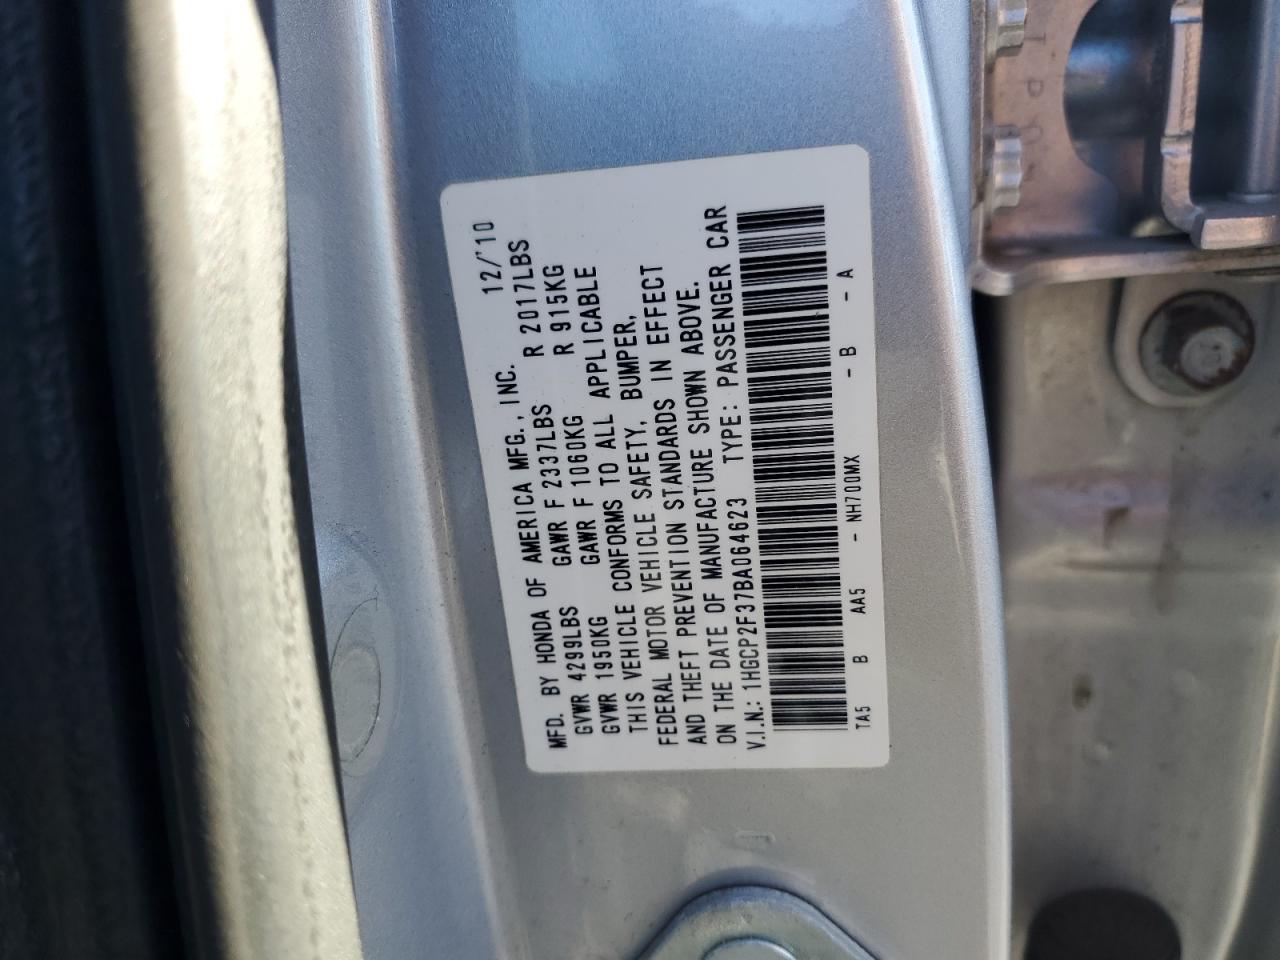 MFD. BY HONDA OF AMERICA MFG., INC. 12/'10
GVWR 4299LBS GAWR F 2337LBS R 2017LBS
GVWR 1950KG GAWR F 1060KG R 915KG
THIS VEHICLE CONFORMS TO ALL APPLICABLE
FEDERAL MOTOR VEHICLE SAFETY, BUMPER,
AND THEFT PREVENTION STANDARDS IN EFFECT
ON THE DATE OF MANUFACTURE SHOWN ABOVE.
V.I.N.: 1HGCP2F37BA064623 TYPE: PASSENGER CAR
TA5 B AA5 - NH700MX - B - A